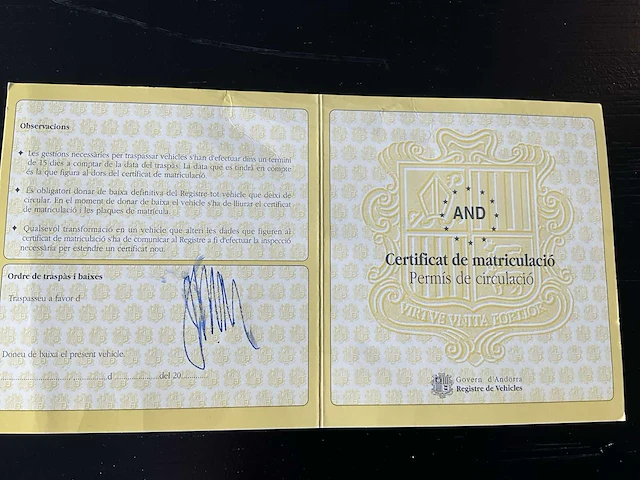 Observacions
✦ Les gestions necessàries per traspassar vehicles s'han d'efectuar dins un termini
de 15 dies a comptar de la data del traspàs. La data que es tindrà en compte
és la que figura al dors del certificat de matriculació.
✦ És obligatori donar de baixa definitiva del Registre tot vehicle que deixi de
circular. En el moment de donar de baixa el vehicle s'ha de lliurar el certificat
de matriculació i les plaques de matrícula.
✦ Qualsevol transformació en un vehicle que alteri les dades que figuren al
certificat de matriculació s'ha de comunicar al Registre a fi d'efectuar la inspecció
necessària per estendre un certificat nou.
Ordre de traspàs i baixes
Traspasseu a favor d
Doneu de baixa el present vehicle.
....................,....................d'....................del 20..........
AND
Certificat de matriculació
Permís de circulació
VIRTVS VNITA FORTIOR
Govern d'Andorra
Registre de Vehicles